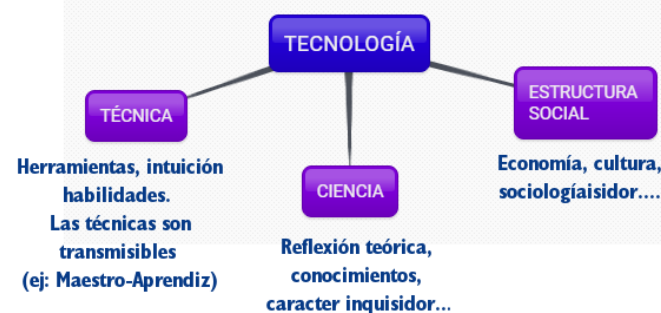 TECNOLOGÍA
TÉCNICA
Herramientas, intuición
habilidades.
Las técnicas son
transmisibles
(ej: Maestro-Aprendiz)
CIENCIA
Reflexión teórica,
conocimientos,
caracter inquisidor...
ESTRUCTURA
SOCIAL
Economía, cultura,
sociologíaisidor....